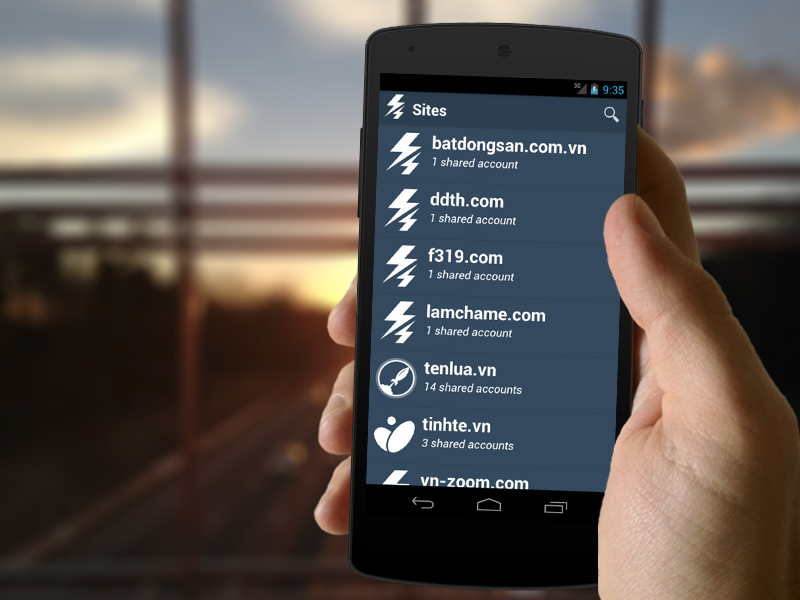 3G 9:35
Sites
batdongsan.com.vn
1 shared account
ddth.com
1 shared account
f319.com
1 shared account
lamchame.com
1 shared account
tenlua.vn
14 shared accounts
tinhte.vn
3 shared accounts
vn-zoom.com